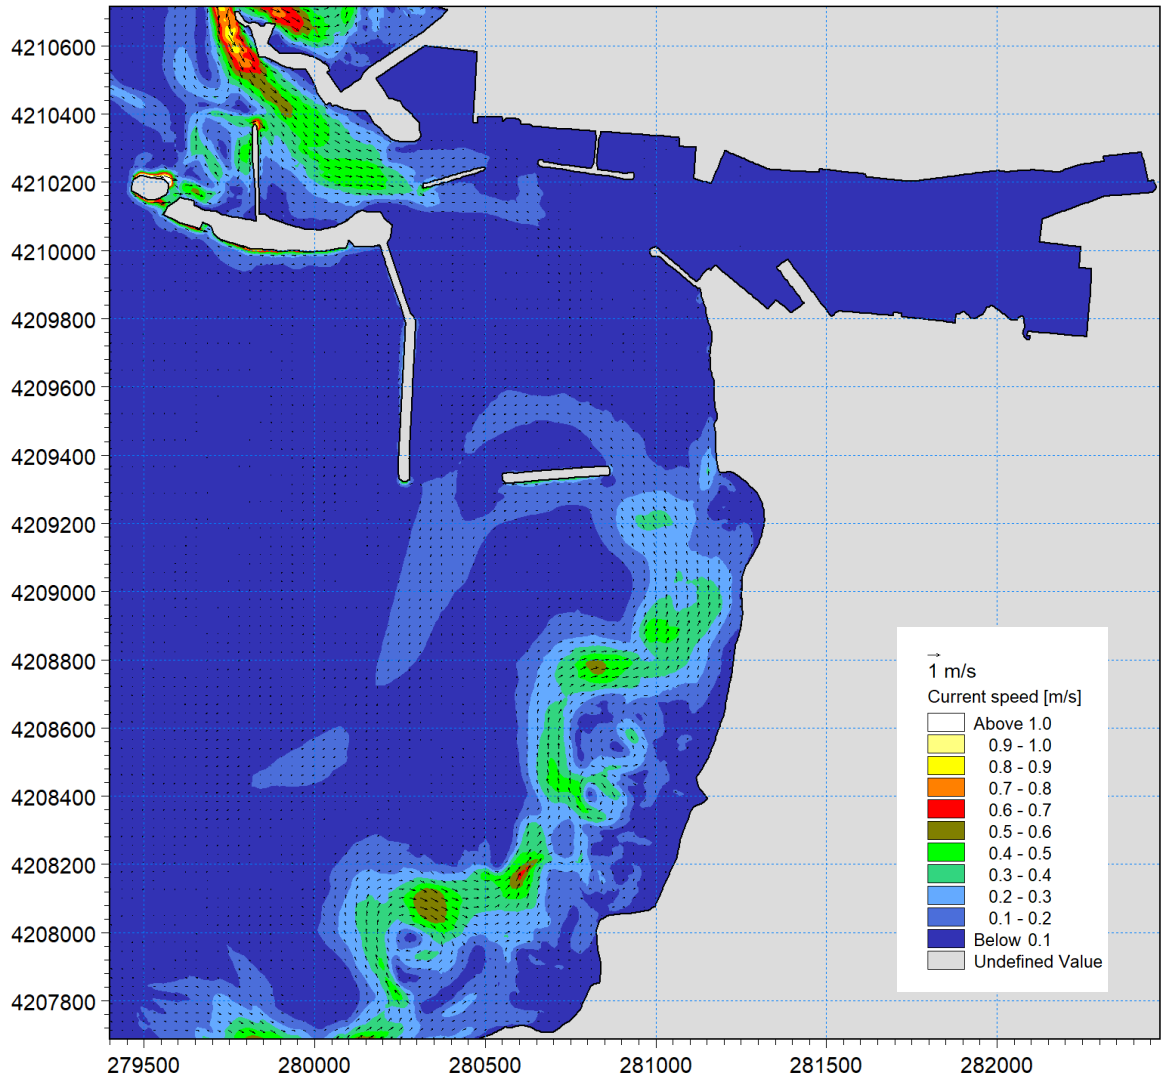 4210600
4210400
4210200
4210000
4209800
4209600
4209400
4209200
4209000
4208800
4208600
4208400
4208200
4208000
4207800
1 m/s
Current speed [m/s]
Above 1.0
0.9 - 1.0
0.8 - 0.9
0.7 - 0.8
0.6 - 0.7
0.5 - 0.6
0.4 - 0.5
0.3 - 0.4
0.2 - 0.3
0.1 - 0.2
Below 0.1
Undefined Value
279500 280000 280500 281000 281500 282000